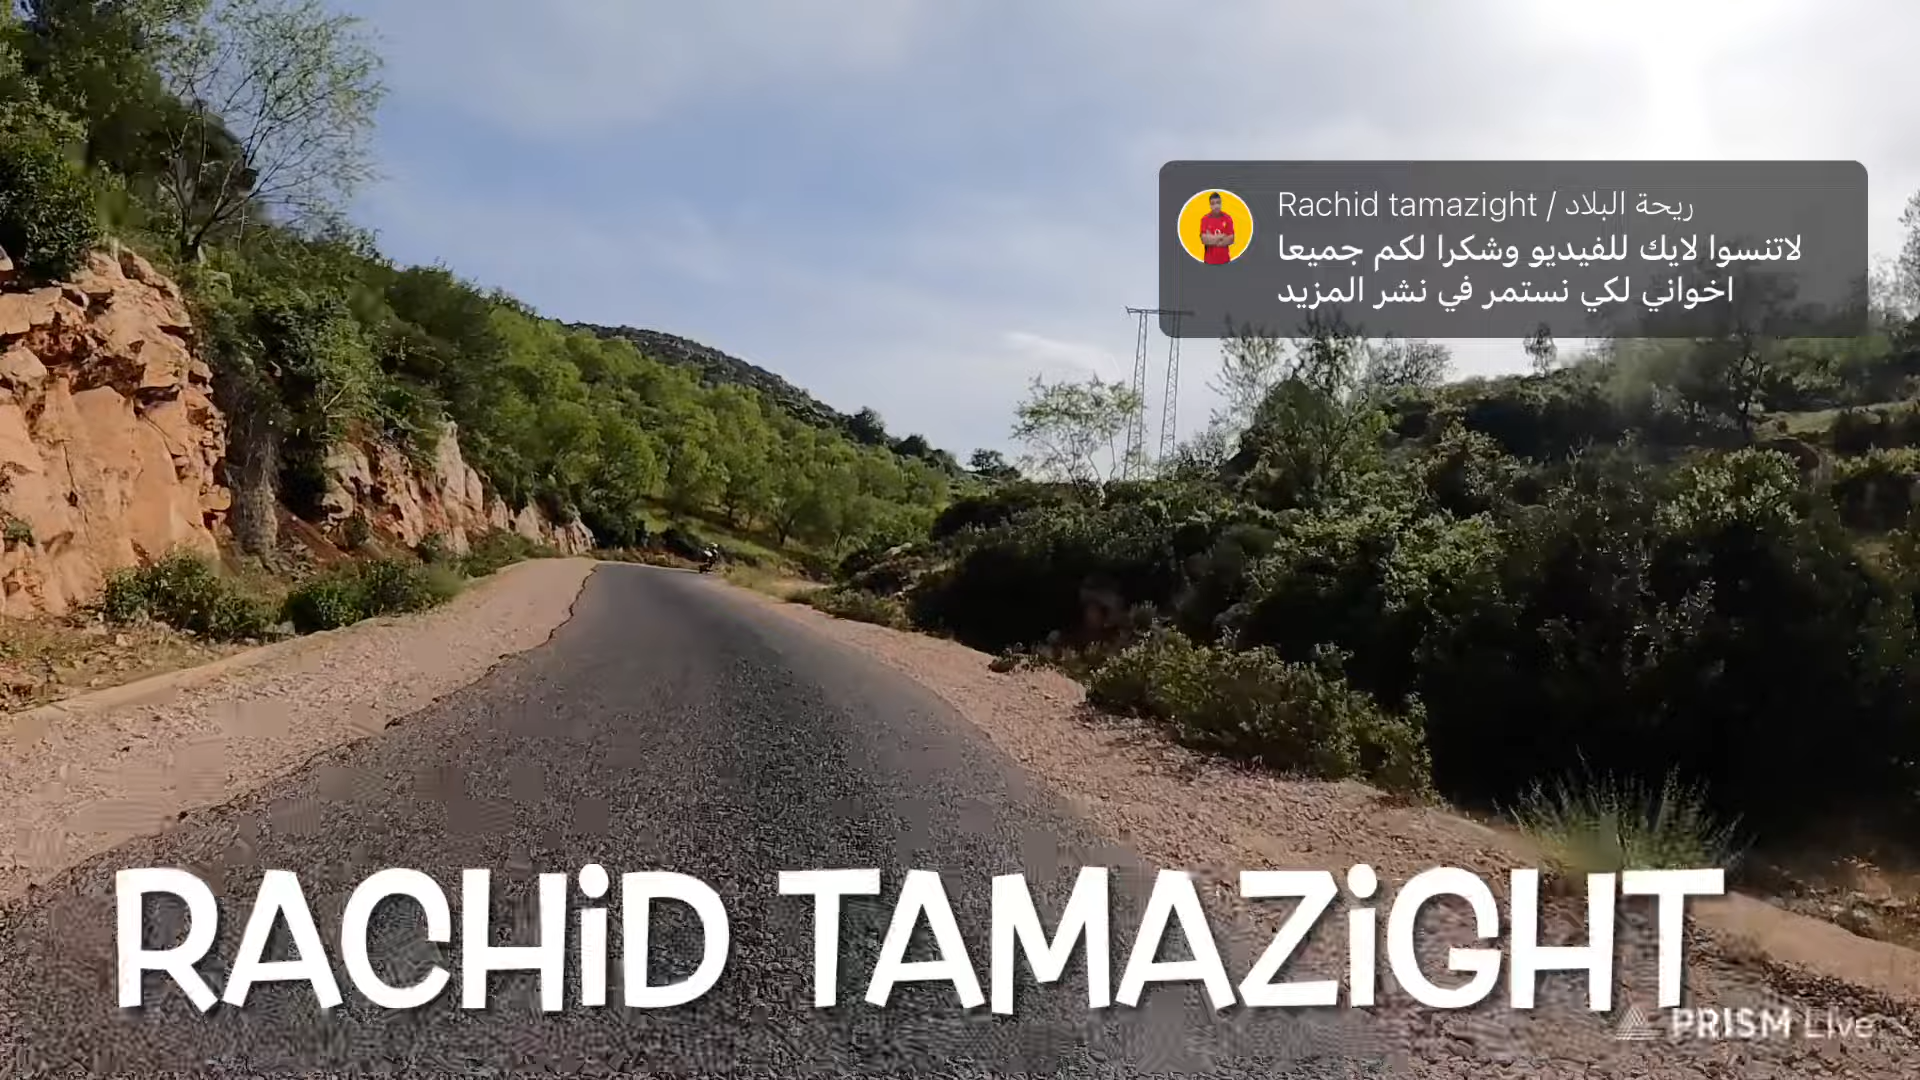 Rachid tamazight / ريحة البلاد
لاتنسوا لايك للفيديو وشكرا لكم جميعا
اخواني لكي نستمر في نشر المزيد
RACHiD TAMAZiGHT
PRISM Live